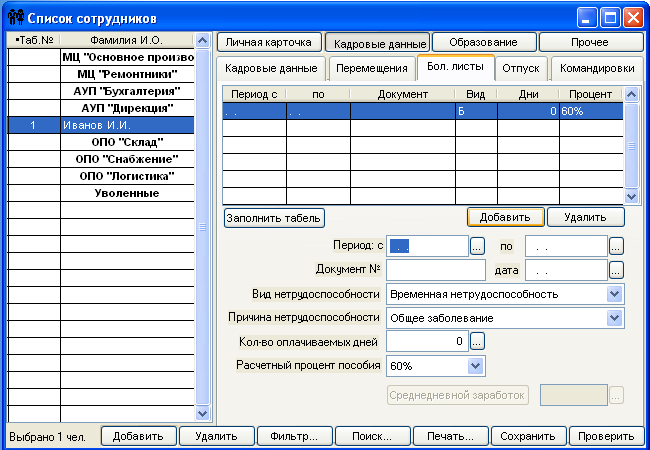 Список сотрудников
•Таб.№ Фамилия И.О.
МЦ "Основное произво
МЦ "Ремонтники"
АУП "Бухгалтерия"
АУП "Дирекция"
1 Иванов И.И.
ОПО "Склад"
ОПО "Снабжение"
ОПО "Логистика"
Уволенные
Личная карточка Кадровые данные Образование Прочее
Кадровые данные Перемещения Бол. листы Отпуск Командировки
Период с по Документ Вид Дни Процент
. . . . Б 0 60%
Заполнить табель Добавить Удалить
Период: с . . ... по . . ...
Документ № дата . . ...
Вид нетрудоспособности Временная нетрудоспособность
Причина нетрудоспособности Общее заболевание
Кол-во оплачиваемых дней 0 ...
Расчетный процент пособия 60%
Среднедневной заработок ...
Выбрано 1 чел. Добавить Удалить Фильтр... Поиск... Печать... Сохранить Проверить